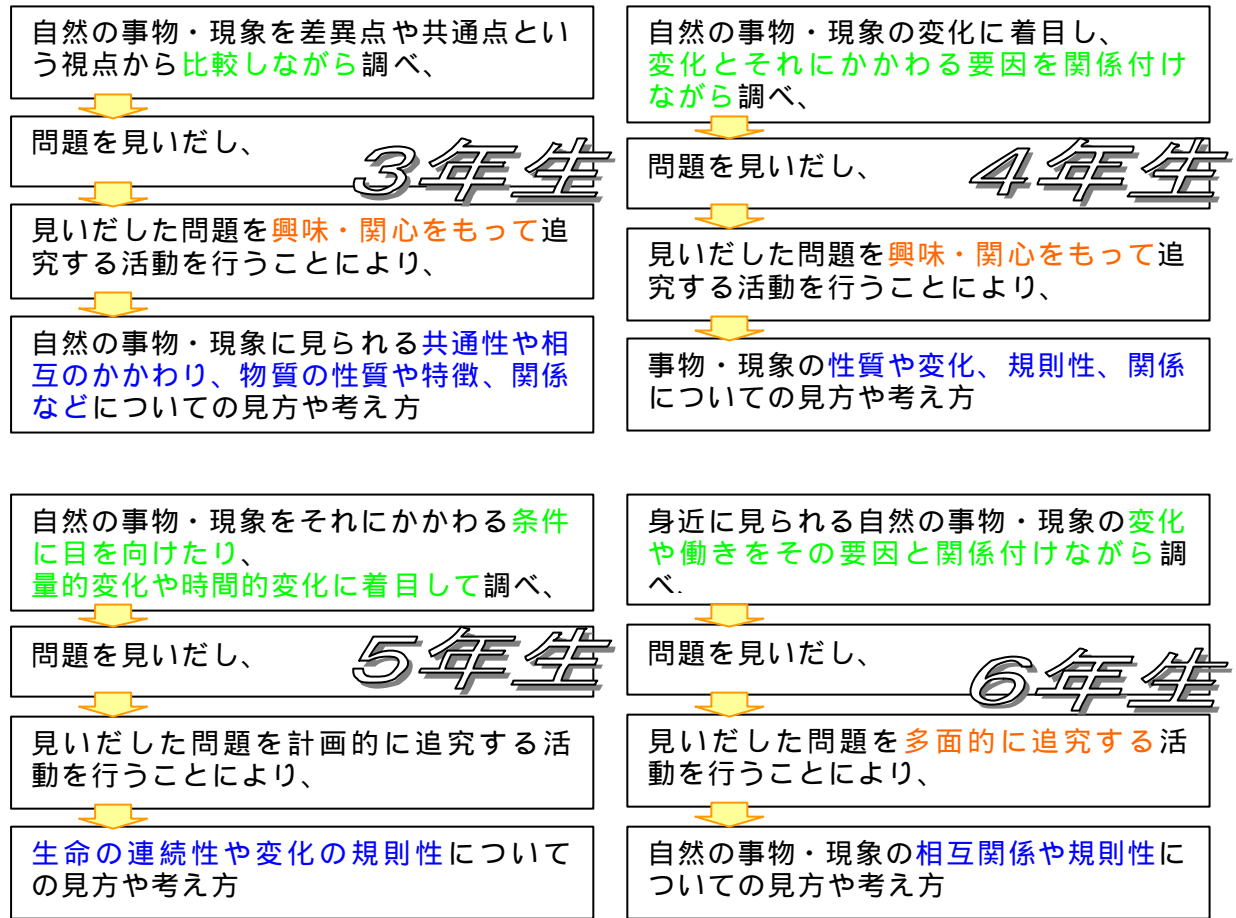 自然の事物・現象を差異点や共通点とい
う視点から比較しながら調べ、
問題を見いだし、
3年生
見いだした問題を興味・関心をもって追
究する活動を行うことにより、
自然の事物・現象に見られる共通性や相
互のかかわり、物質の性質や特徴、関係
などについての見方や考え方
自然の事物・現象の変化に着目し、
変化とそれにかかわる要因を関係付け
ながら調べ、
問題を見いだし、
4年生
見いだした問題を興味・関心をもって追
究する活動を行うことにより、
事物・現象の性質や変化、規則性、関係
についての見方や考え方
自然の事物・現象をそれにかかわる条件
に目を向けたり、
量的変化や時間的変化に着目して調べ、
問題を見いだし、
5年生
見いだした問題を計画的に追究する活
動を行うことにより、
生命の連続性や変化の規則性について
の見方や考え方
身近に見られる自然の事物・現象の変化
や働きをその要因と関係付けながら調
べ、
問題を見いだし、
6年生
見いだした問題を多面的に追究する活
動を行うことにより、
自然の事物・現象の相互関係や規則性に
ついての見方や考え方